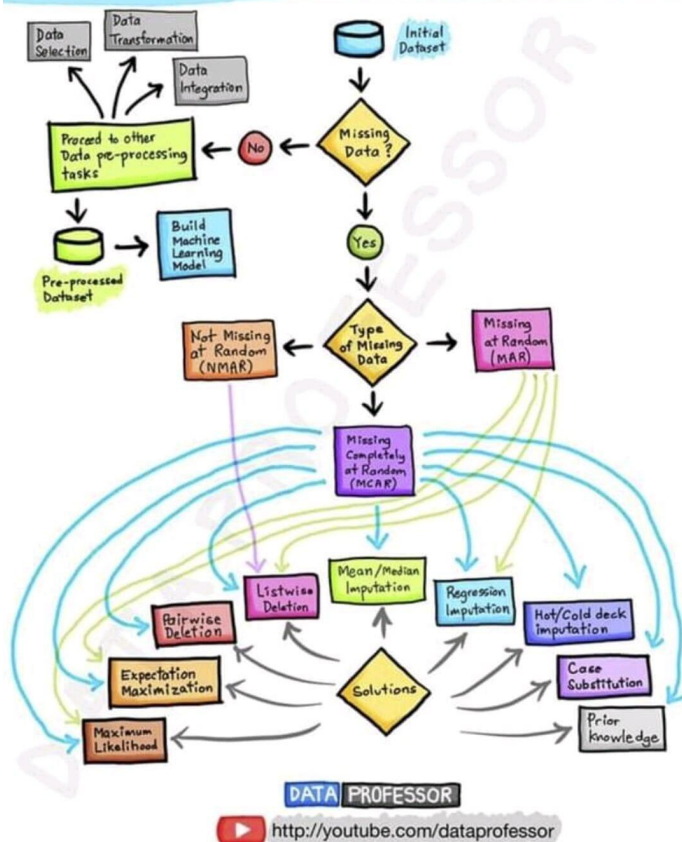 Initial
Dataset
Data
Selection
Data
Transformation
Data
Integration
Missing
Data?
No
Proceed to other
Data pre-processing
tasks
Pre-processed
Dataset
Build
Machine
Learning
Model
Yes
Type
of Missing
Data
Not Missing
at Random
(NMAR)
Missing
at Random
(MAR)
Missing
Completely
at Random
(MCAR)
Mean/Median
Imputation
Listwise
Deletion
Regression
Imputation
Pairwise
Deletion
Hot/Cold deck
imputation
Expectation
Maximization
Case
Substitution
Solutions
Maximum
Likelihood
Prior
knowledge
DATA PROFESSOR
DATA PROFESSOR
http://youtube.com/dataprofessor